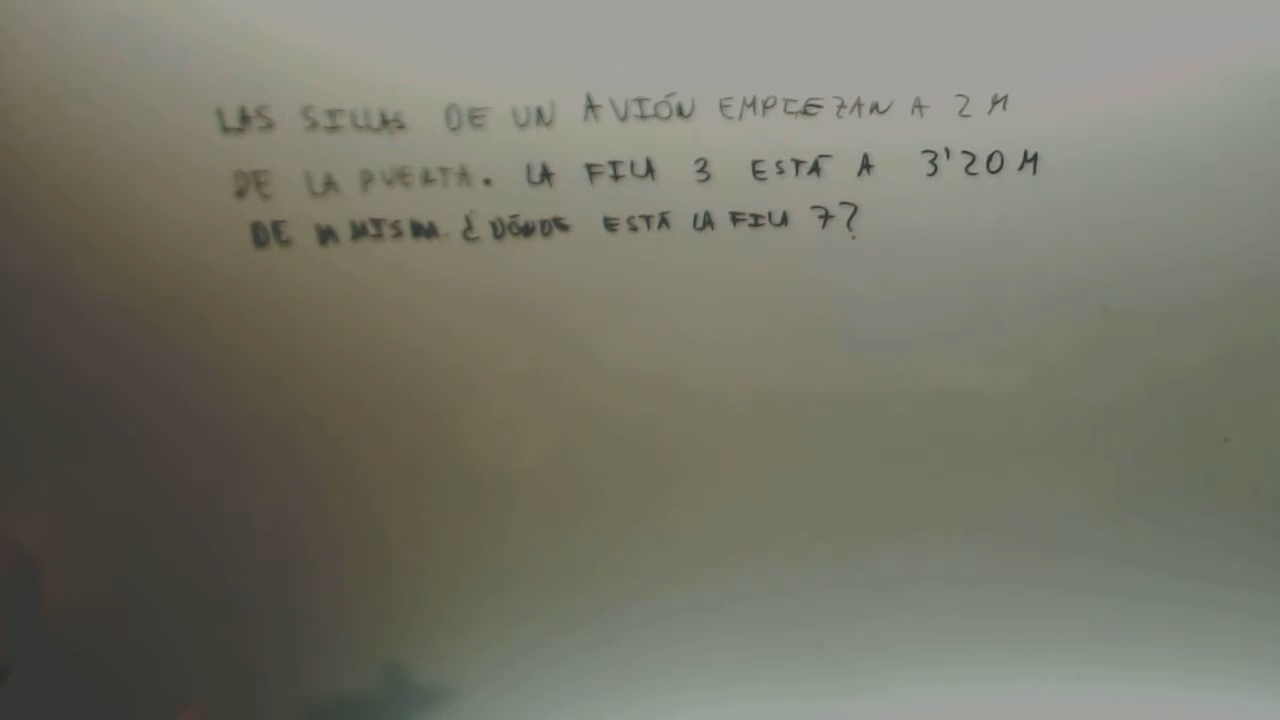 LAS SILLAS DE UN AVIÓN EMPIEZAN A 2 M
DE LA PUERTA. LA FILA 3 ESTÁ A 3'20 M
DE LA MISMA. ¿DÓNDE ESTÁ LA FILA 7?